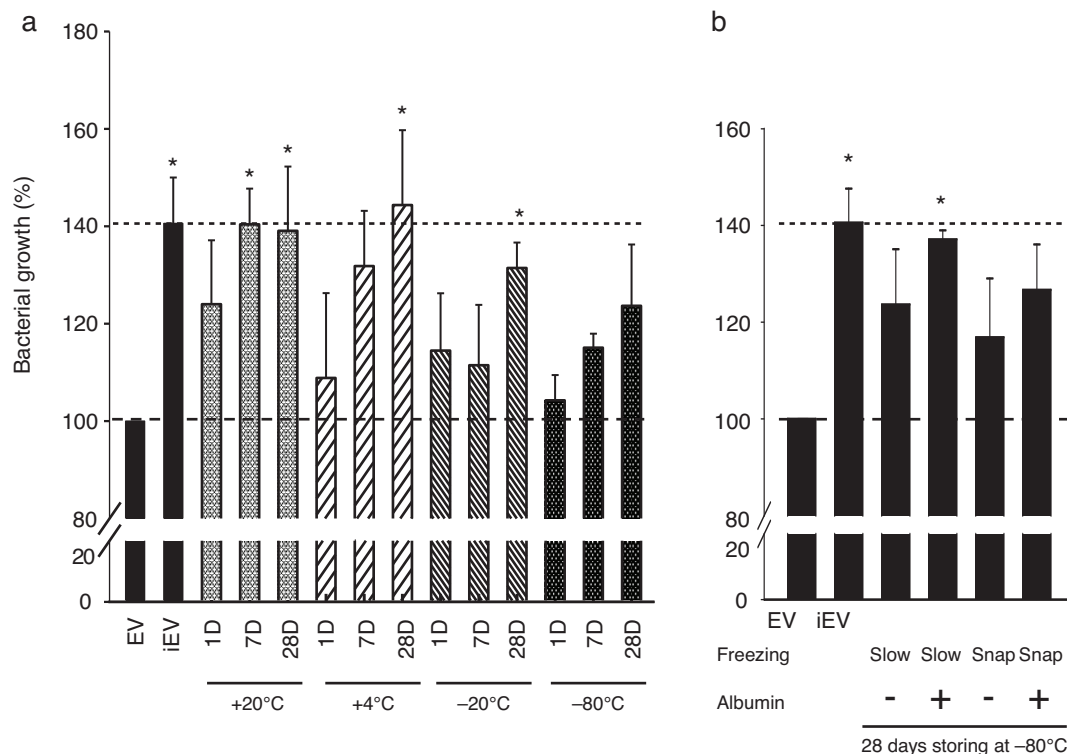 a
Bacterial growth (%)
180
160
140
120
100
80
20
0
*
*
*
*
*
EV
iEV
1D
7D
28D
1D
7D
28D
1D
7D
28D
1D
7D
28D
+20°C
+4°C
–20°C
–80°C
b
160
140
120
100
80
20
0
*
*
EV
iEV
Freezing Slow Slow Snap Snap
Albumin - + - +
28 days storing at –80°C